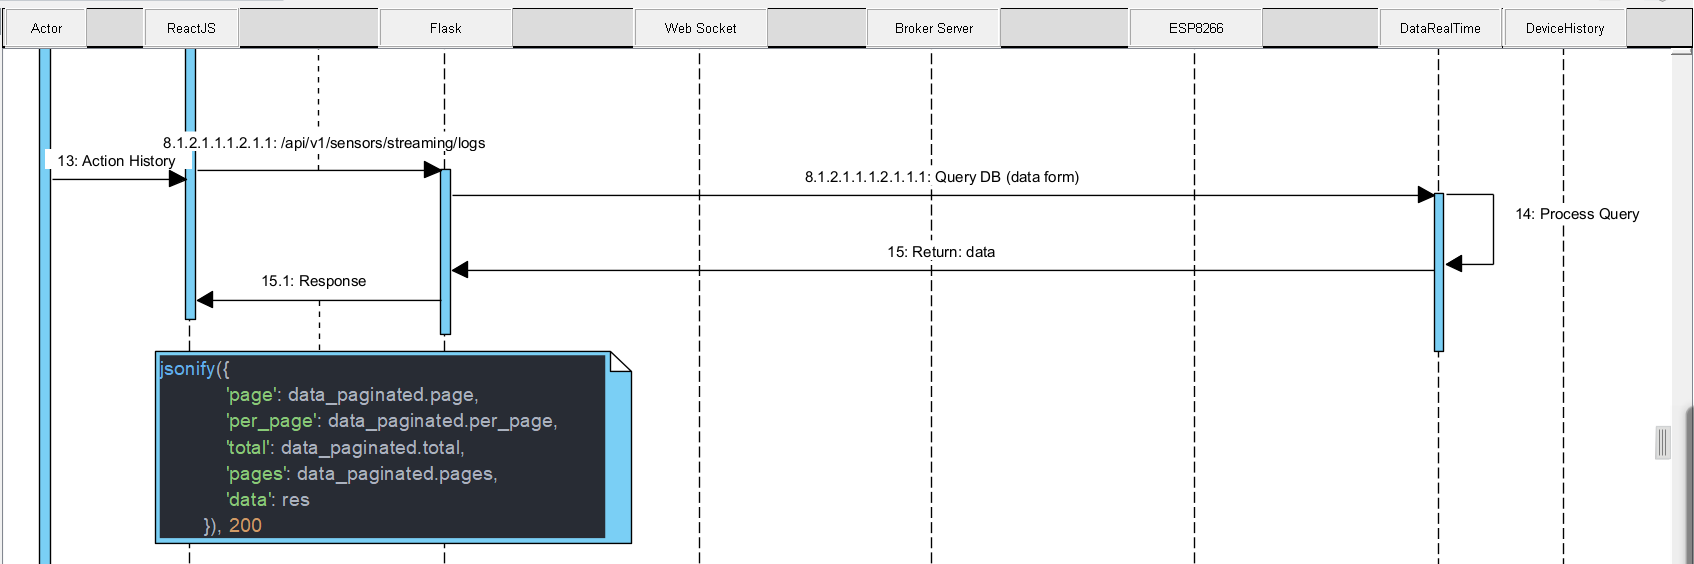 Actor
ReactJS
Flask
Web Socket
Broker Server
ESP8266
DataRealTime
DeviceHistory
8.1.2.1.1.1.2.1.1: /api/v1/sensors/streaming/logs
13: Action History
8.1.2.1.1.1.2.1.1.1: Query DB (data form)
14: Process Query
15: Return: data
15.1: Response
jsonify({
'page': data_paginated.page,
'per_page': data_paginated.per_page,
'total': data_paginated.total,
'pages': data_paginated.pages,
'data': res
}), 200